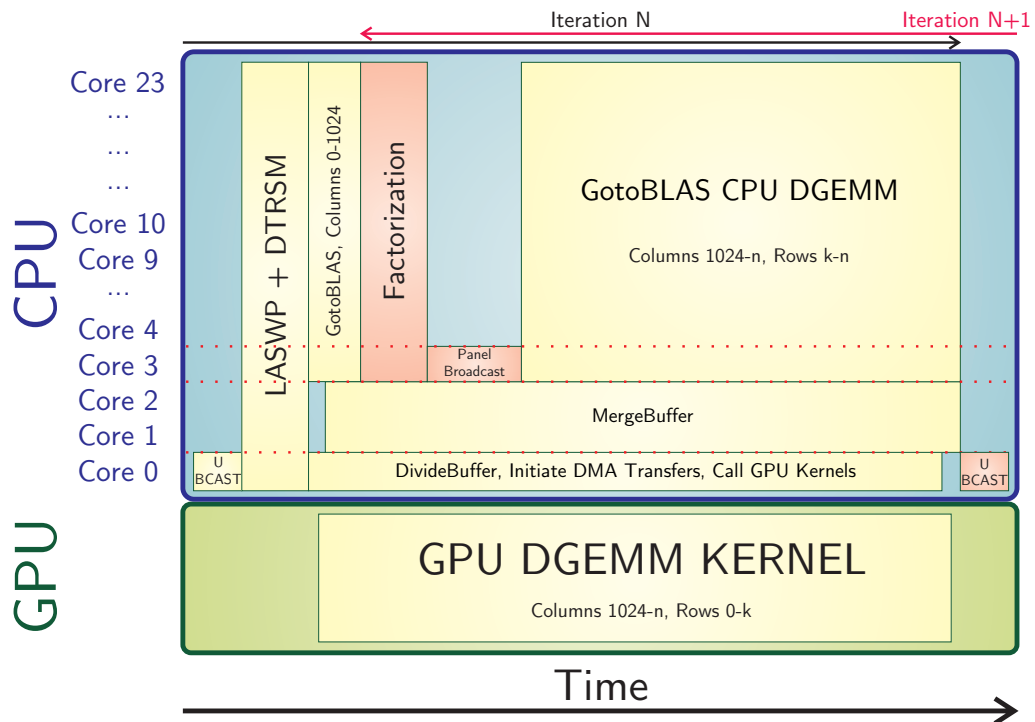 Iteration N
Iteration N+1
CPU
Core 23
...
...
...
Core 10
Core 9
...
Core 4
Core 3
Core 2
Core 1
Core 0
LASWP + DTRSM
GotoBLAS, Columns 0-1024
Factorization
Panel
Broadcast
GotoBLAS CPU DGEMM
Columns 1024-n, Rows k-n
MergeBuffer
U
BCAST
DivideBuffer, Initiate DMA Transfers, Call GPU Kernels
U
BCAST
GPU
GPU DGEMM KERNEL
Columns 1024-n, Rows 0-k
Time